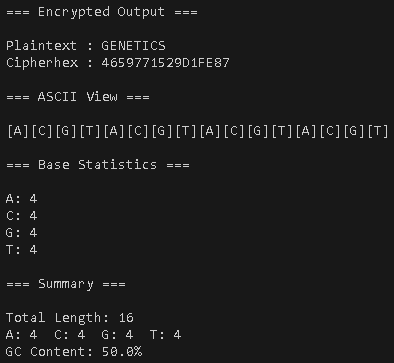 === Encrypted Output ===
Plaintext : GENETICS
Cipherhex : 4659771529D1FE87
=== ASCII View ===
[A][C][G][T][A][C][G][T][A][C][G][T][A][C][G][T]
=== Base Statistics ===
A: 4
C: 4
G: 4
T: 4
=== Summary ===
Total Length: 16
A: 4  C: 4  G: 4  T: 4
GC Content: 50.0%